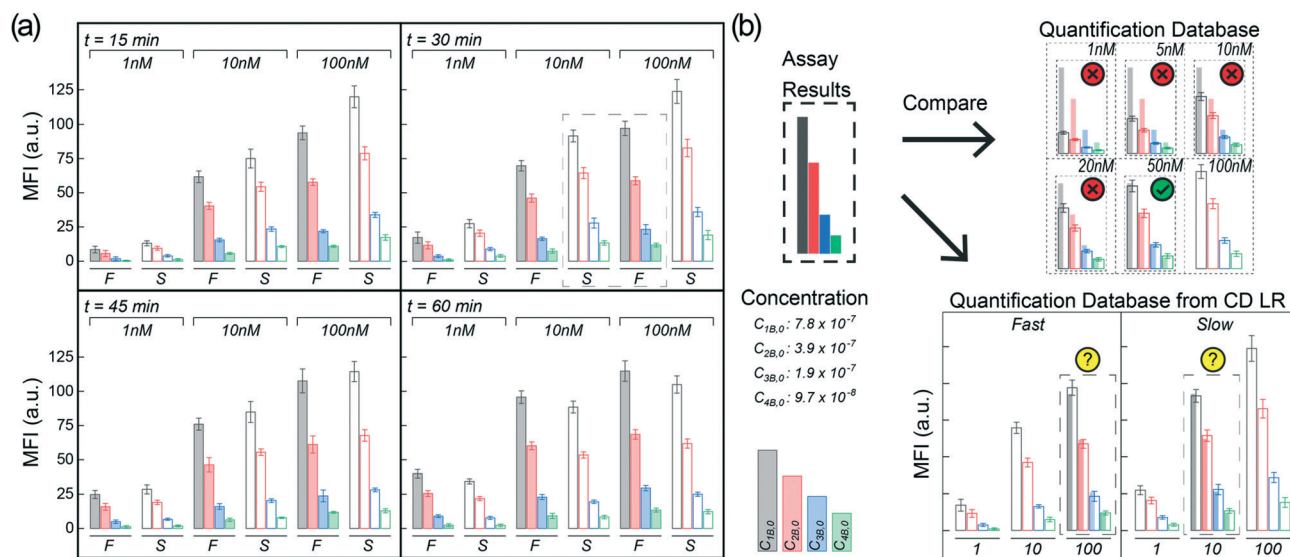 (a)
t = 15 min
1nM 10nM 100nM
MFI (a.u.)
125
100
75
50
25
0
F S F S F S
t = 30 min
1nM 10nM 100nM
F S F S F S
t = 45 min
1nM 10nM 100nM
MFI (a.u.)
125
100
75
50
25
0
F S F S F S
t = 60 min
1nM 10nM 100nM
F S F S F S
(b)
Assay
Results
Compare
Quantification Database
1nM 5nM 10nM
20nM 50nM 100nM
Concentration
C1B,0 : 7.8 x 10⁻⁷
C2B,0 : 3.9 x 10⁻⁷
C3B,0 : 1.9 x 10⁻⁷
C4B,0 : 9.7 x 10⁻⁸
C1B,0 C2B,0 C3B,0 C4B,0
Quantification Database from CD LR
Fast Slow
? ?
MFI (a.u.)
1 10 100 1 10 100